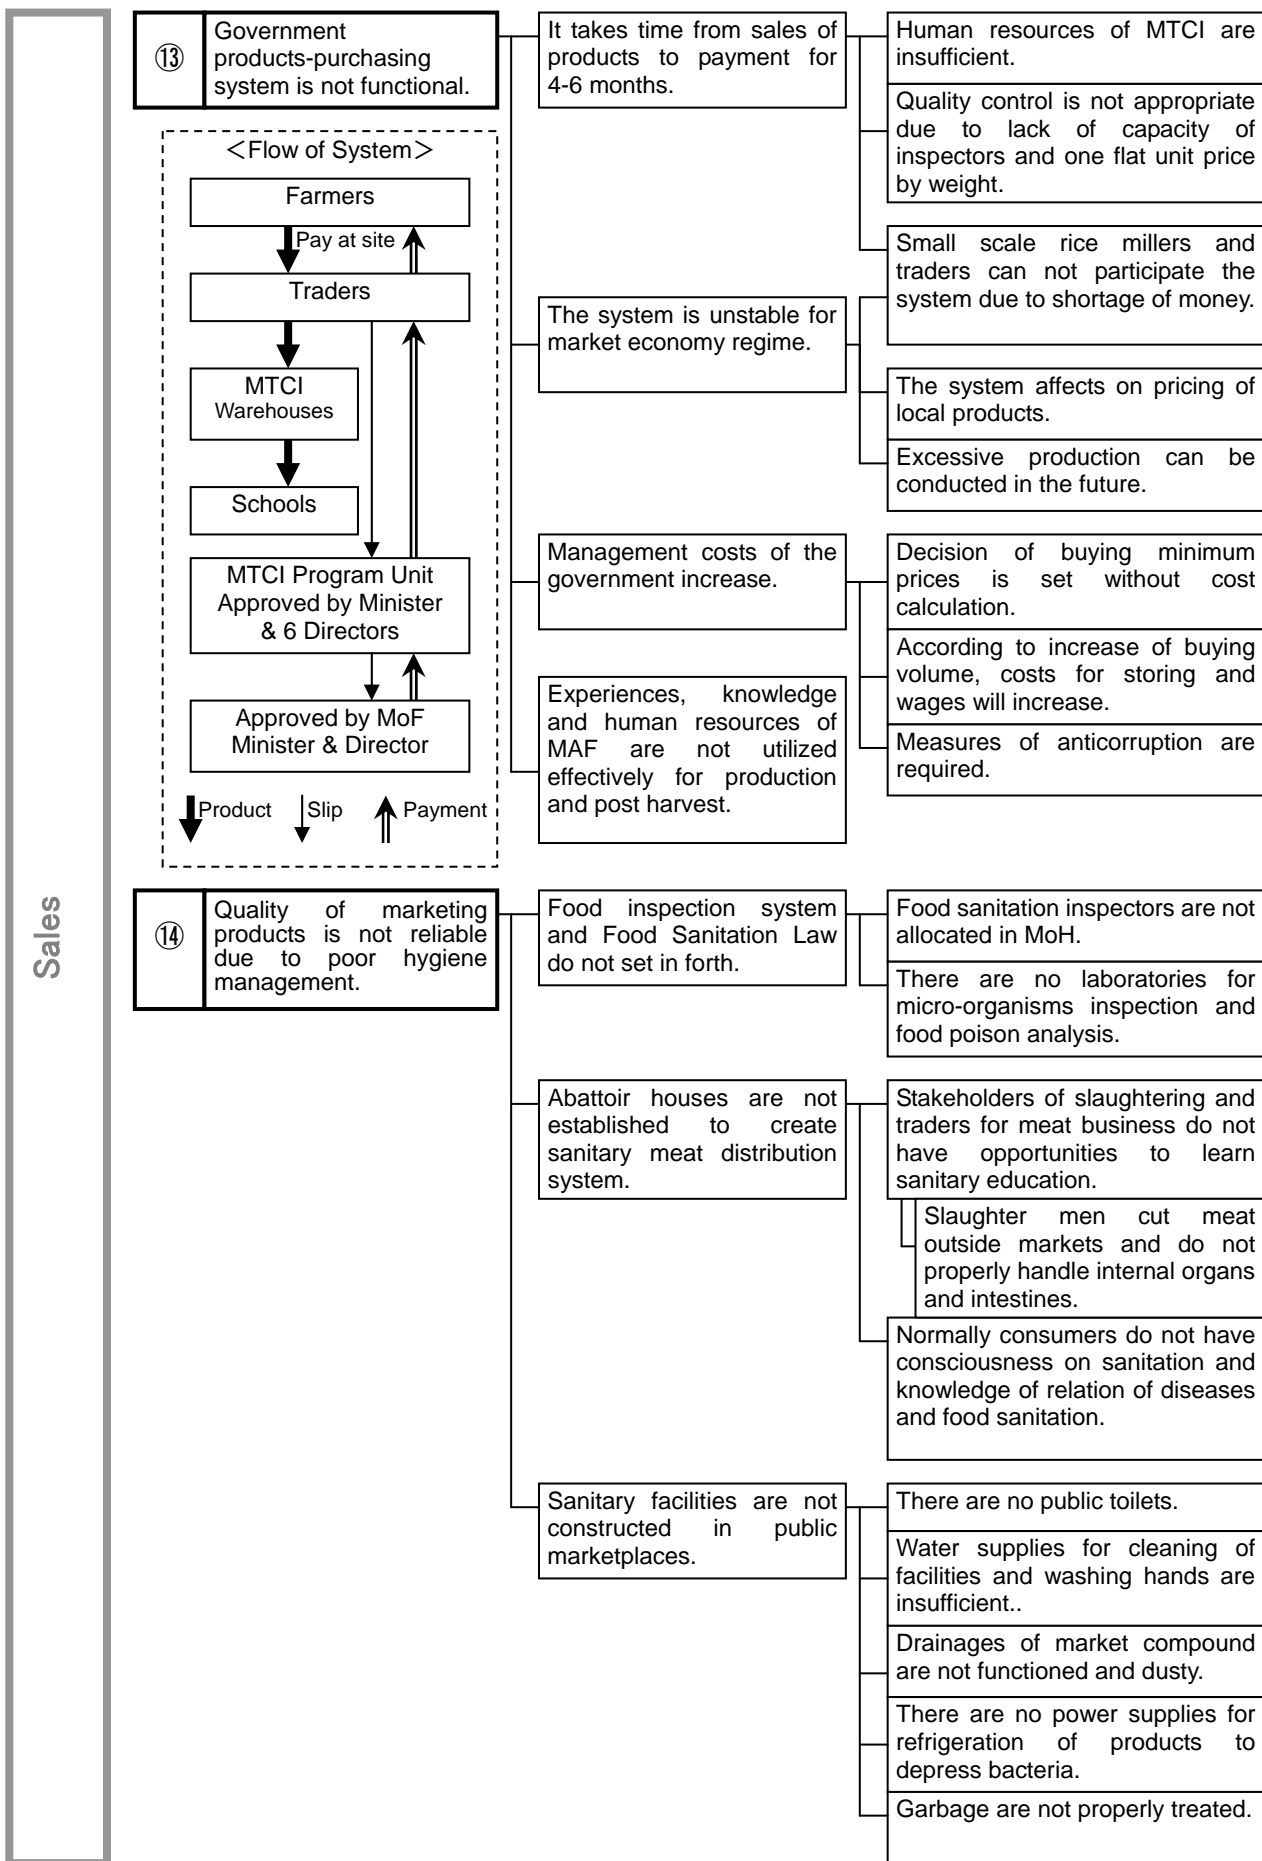 Sales
⑬
Government
products-purchasing
system is not functional.
<Flow of System>
Farmers
Pay at site
Traders
MTCI
Warehouses
Schools
MTCI Program Unit
Approved by Minister
& 6 Directors
Approved by MoF
Minister & Director
Product
Slip
Payment
It takes time from sales of
products to payment for
4-6 months.
Human resources of MTCI are
insufficient.
Quality control is not appropriate
due to lack of capacity of
inspectors and one flat unit price
by weight.
Small scale rice millers and
traders can not participate the
system due to shortage of money.
The system is unstable for
market economy regime.
The system affects on pricing of
local products.
Excessive production can be
conducted in the future.
Management costs of the
government increase.
Decision of buying minimum
prices is set without cost
calculation.
According to increase of buying
volume, costs for storing and
wages will increase.
Measures of anticorruption are
required.
Experiences, knowledge
and human resources of
MAF are not utilized
effectively for production
and post harvest.
⑭
Quality of marketing
products is not reliable
due to poor hygiene
management.
Food inspection system
and Food Sanitation Law
do not set in forth.
Food sanitation inspectors are not
allocated in MoH.
There are no laboratories for
micro-organisms inspection and
food poison analysis.
Abattoir houses are not
established to create
sanitary meat distribution
system.
Stakeholders of slaughtering and
traders for meat business do not
have opportunities to learn
sanitary education.
Slaughter men cut meat
outside markets and do not
properly handle internal organs
and intestines.
Normally consumers do not have
consciousness on sanitation and
knowledge of relation of diseases
and food sanitation.
Sanitary facilities are not
constructed in public
marketplaces.
There are no public toilets.
Water supplies for cleaning of
facilities and washing hands are
insufficient..
Drainages of market compound
are not functioned and dusty.
There are no power supplies for
refrigeration of products to
depress bacteria.
Garbage are not properly treated.